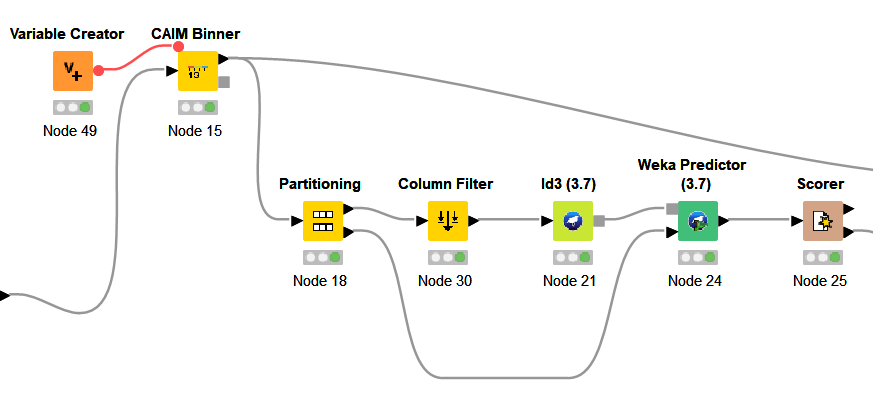 Variable Creator
CAIM Binner
Node 49
Node 15
Partitioning
Column Filter
Id3 (3.7)
Weka Predictor
(3.7)
Scorer
Node 18
Node 30
Node 21
Node 24
Node 25